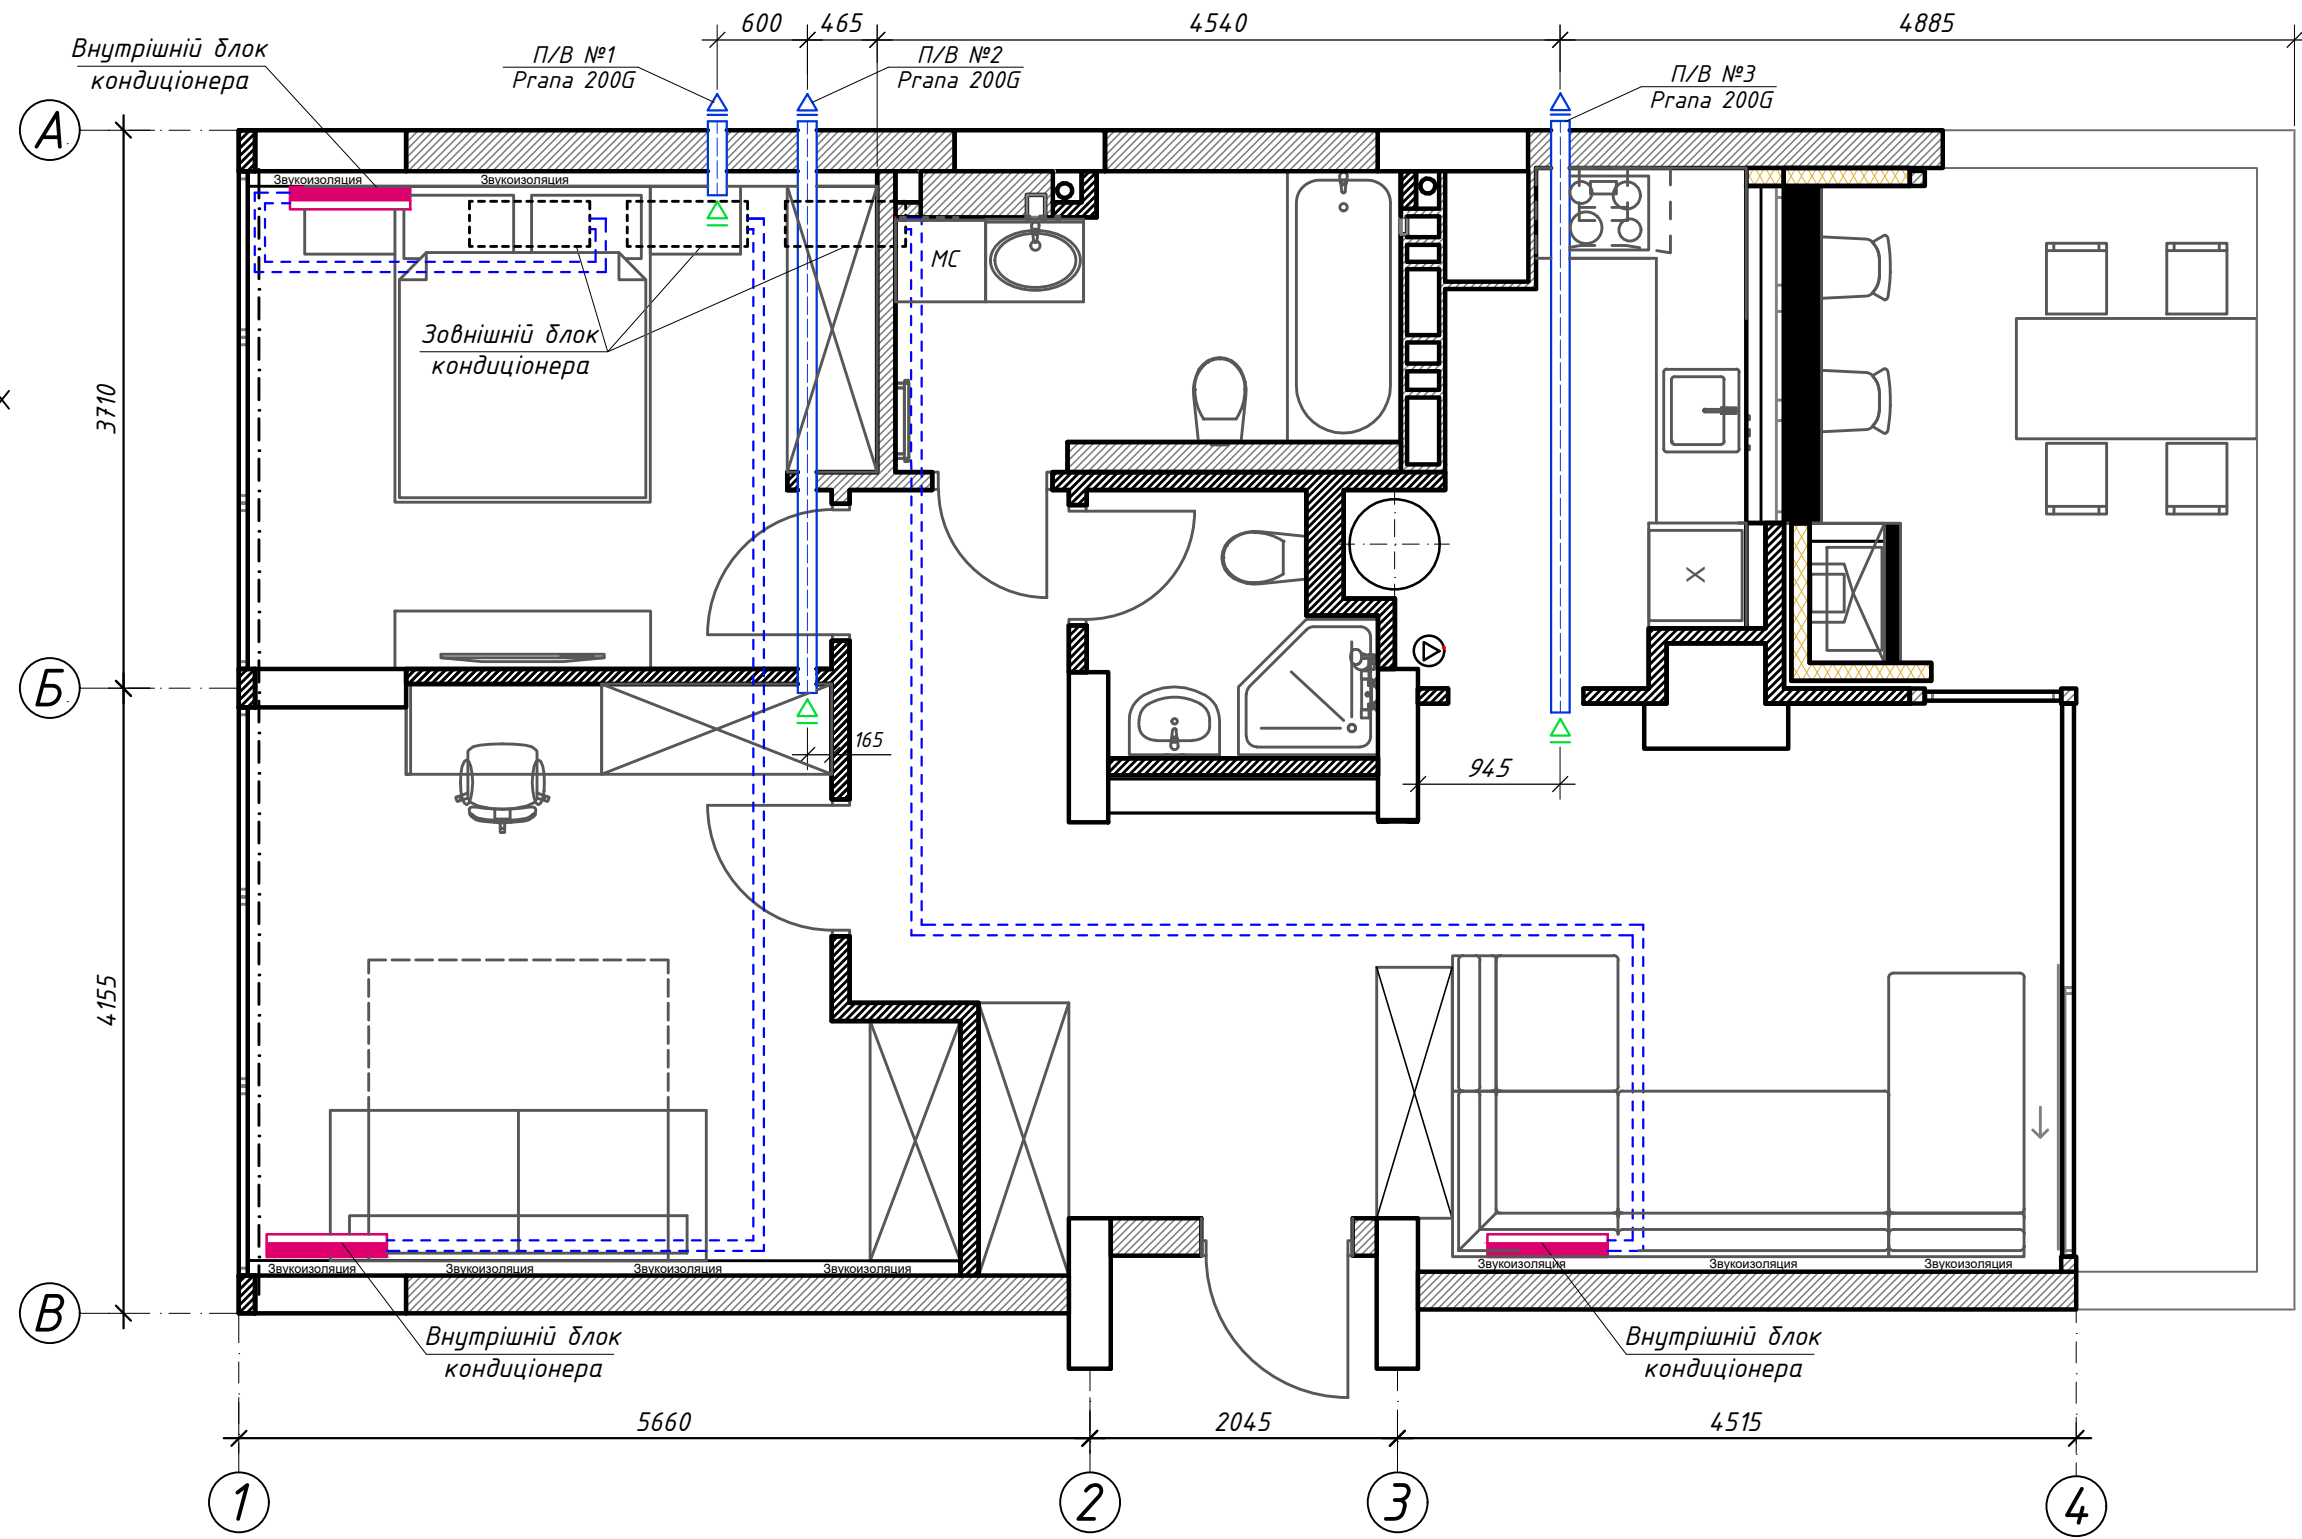 600
465
4540
4885
Внутрішній блок
кондиціонера
П/В №1
Prana 200G
П/В №2
Prana 200G
П/В №3
Prana 200G
А
Звукоизоляция
Звукоизоляция
МС
Зовнішній блок
кондиціонера
3710
X
X
Б
165
945
4155
Звукоизоляция
Звукоизоляция
Звукоизоляция
Звукоизоляция
Звукоизоляция
Звукоизоляция
Звукоизоляция
В
Внутрішній блок
кондиціонера
Внутрішній блок
кондиціонера
5660
2045
4515
1
2
3
4